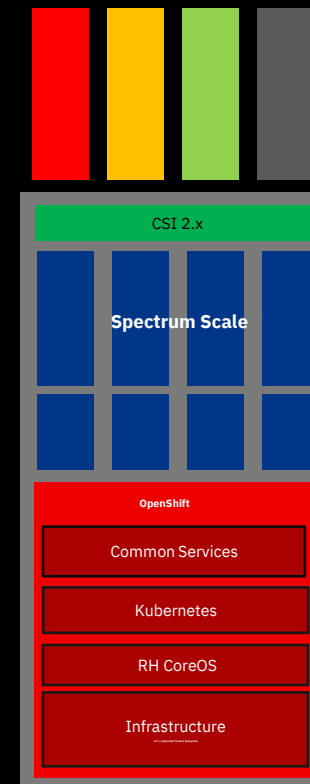 CSI 2.x
Spectrum Scale
OpenShift
Common Services
Kubernetes
RH CoreOS
Infrastructure